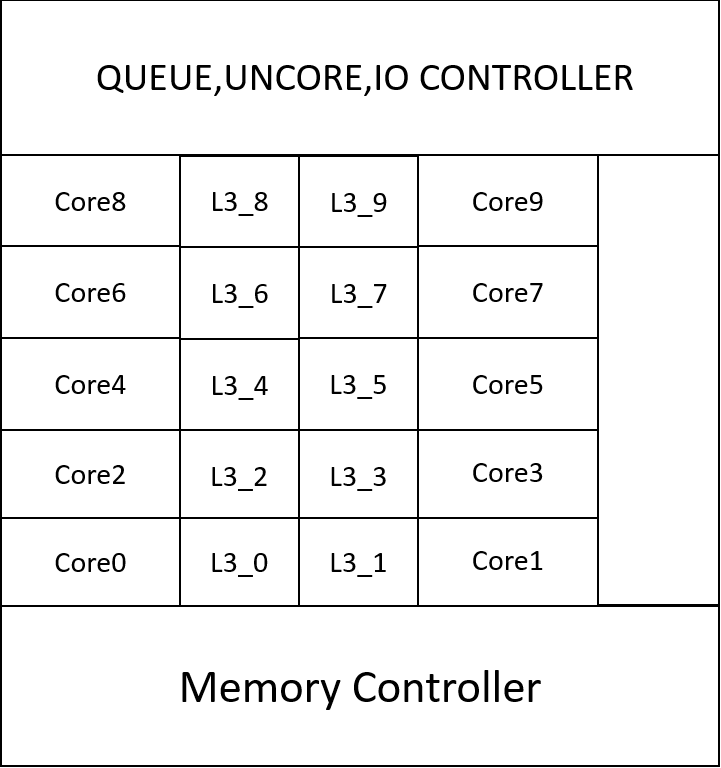 QUEUE,UNCORE,IO CONTROLLER
Core8 L3_8 L3_9 Core9
Core6 L3_6 L3_7 Core7
Core4 L3_4 L3_5 Core5
Core2 L3_2 L3_3 Core3
Core0 L3_0 L3_1 Core1
Memory Controller